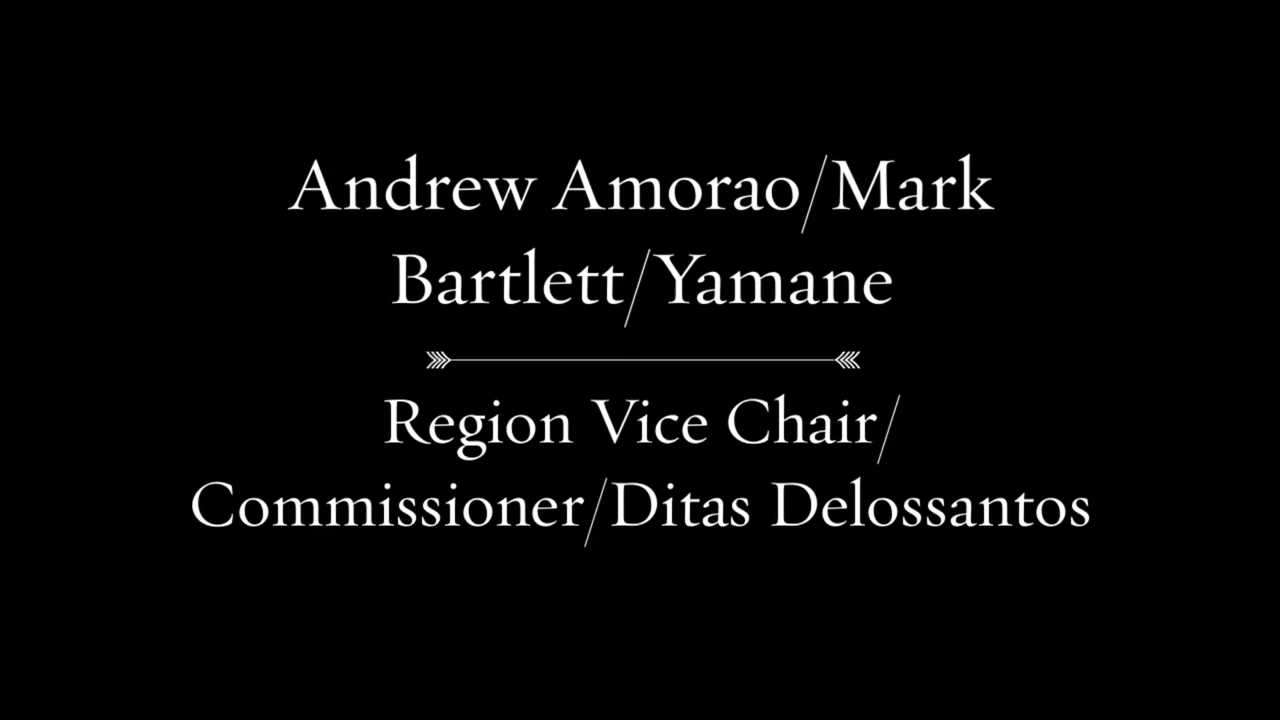 Andrew Amorao/Mark
Bartlett/Yamane
Region Vice Chair/
Commissioner/Ditas Delossantos